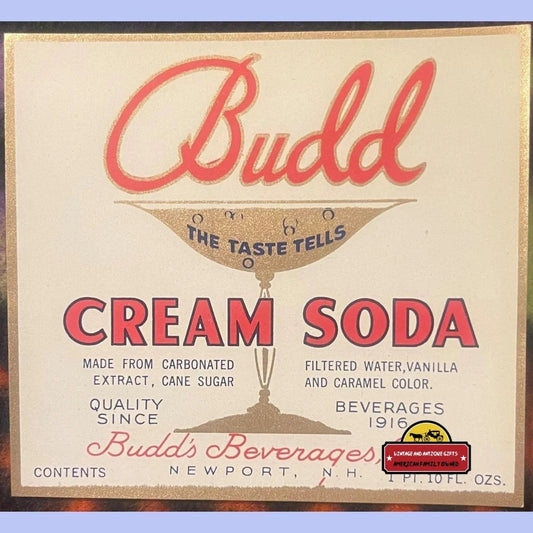 Budd
THE TASTE TELLS
CREAM SODA
MADE FROM CARBONATED FILTERED WATER, VANILLA
EXTRACT, CANE SUGAR AND CARAMEL COLOR.
QUALITY BEVERAGES
SINCE 1916
Budd's Beverages,
NEWPORT, N.H.
CONTENTS 1 PT. 10 FL. OZS.
VINTAGE AND ANTIQUE GIFTS
AMERICAN FAMILY OWNED